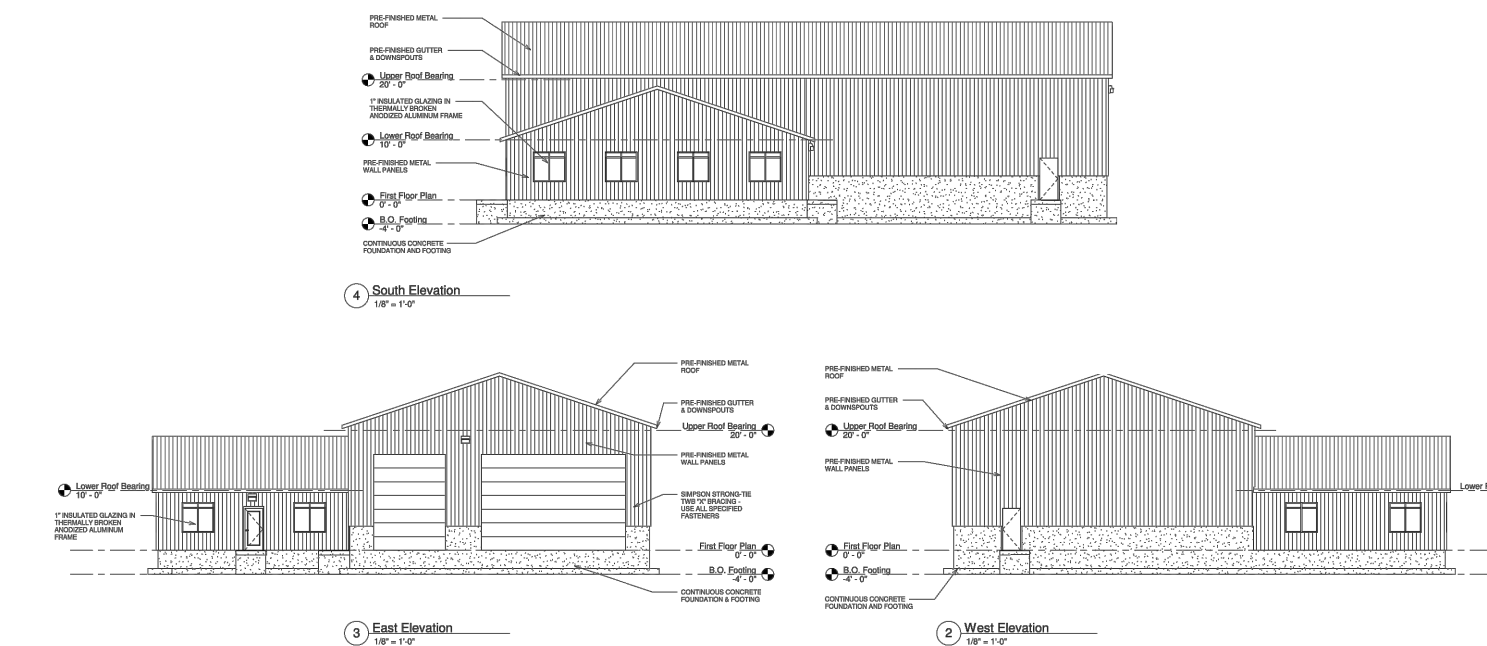 PRE-FINISHED METAL
ROOF
PRE-FINISHED GUTTER
& DOWNSPOUTS
Upper Roof Bearing
20' - 0"
1" INSULATED GLAZING IN
THERMALLY BROKEN
ANODIZED ALUMINUM FRAME
Lower Roof Bearing
10' - 0"
PRE-FINISHED METAL
WALL PANELS
First Floor Plan
0' - 0"
B.O. Footing
-4' - 0"
CONTINUOUS CONCRETE
FOUNDATION AND FOOTING
4 South Elevation
1/8" = 1'-0"
PRE-FINISHED METAL
ROOF
PRE-FINISHED GUTTER
& DOWNSPOUTS
Upper Roof Bearing
20' - 0"
PRE-FINISHED METAL
WALL PANELS
Lower Roof Bearing
10' - 0"
1" INSULATED GLAZING IN
THERMALLY BROKEN
ANODIZED ALUMINUM
FRAME
SIMPSON STRONG-TIE
TWB "X" BRACING -
USE ALL SPECIFIED
FASTENERS
First Floor Plan
0' - 0"
B.O. Footing
-4' - 0"
CONTINUOUS CONCRETE
FOUNDATION & FOOTING
3 East Elevation
1/8" = 1'-0"
PRE-FINISHED METAL
ROOF
PRE-FINISHED GUTTER
& DOWNSPOUTS
Upper Roof Bearing
20' - 0"
PRE-FINISHED METAL
WALL PANELS
Lower
First Floor Plan
0' - 0"
B.O. Footing
-4' - 0"
CONTINUOUS CONCRETE
FOUNDATION AND FOOTING
2 West Elevation
1/8" = 1'-0"